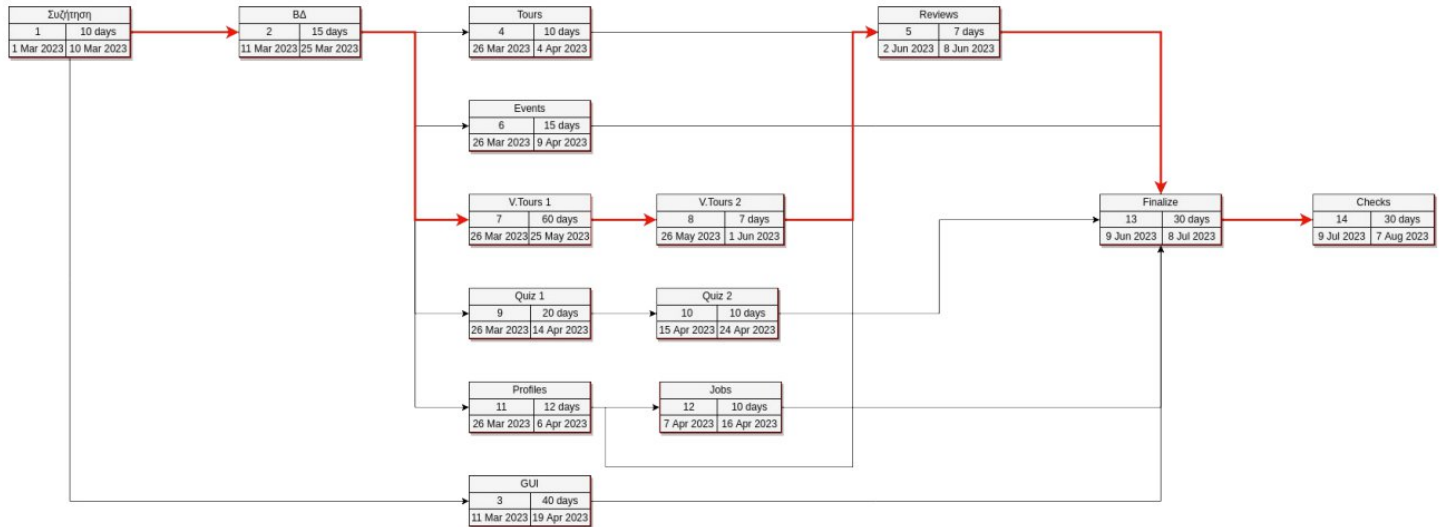 Συζήτηση
1 10 days
1 Mar 2023 10 Mar 2023
ΒΔ
2 15 days
11 Mar 2023 25 Mar 2023
Tours
4 10 days
26 Mar 2023 4 Apr 2023
Reviews
5 7 days
2 Jun 2023 8 Jun 2023
Events
6 15 days
26 Mar 2023 9 Apr 2023
V.Tours 1
7 60 days
26 Mar 2023 25 May 2023
V.Tours 2
8 7 days
26 May 2023 1 Jun 2023
Finalize
13 30 days
9 Jun 2023 8 Jul 2023
Checks
14 30 days
9 Jul 2023 7 Aug 2023
Quiz 1
9 20 days
26 Mar 2023 14 Apr 2023
Quiz 2
10 10 days
15 Apr 2023 24 Apr 2023
Profiles
11 12 days
26 Mar 2023 6 Apr 2023
Jobs
12 10 days
7 Apr 2023 16 Apr 2023
GUI
3 40 days
11 Mar 2023 19 Apr 2023